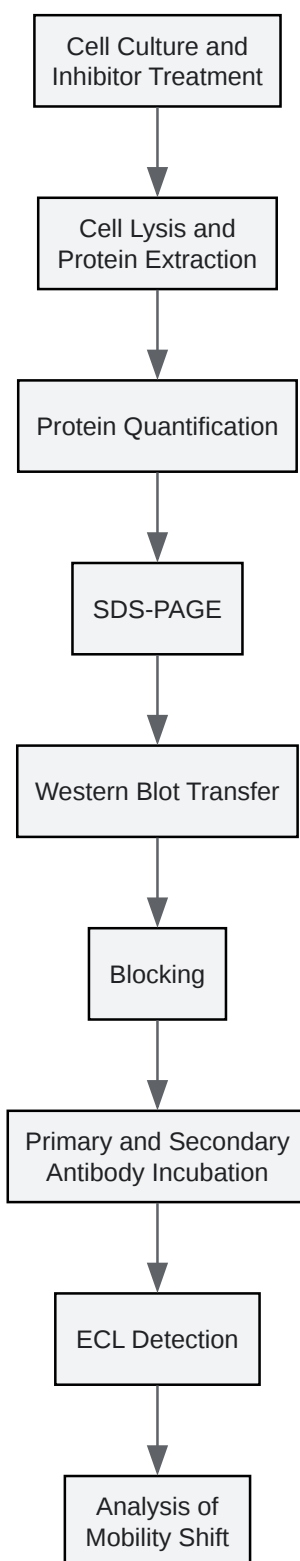 Cell Culture and
Inhibitor Treatment
Cell Lysis and
Protein Extraction
Protein Quantification
SDS-PAGE
Western Blot Transfer
Blocking
Primary and Secondary
Antibody Incubation
ECL Detection
Analysis of
Mobility Shift